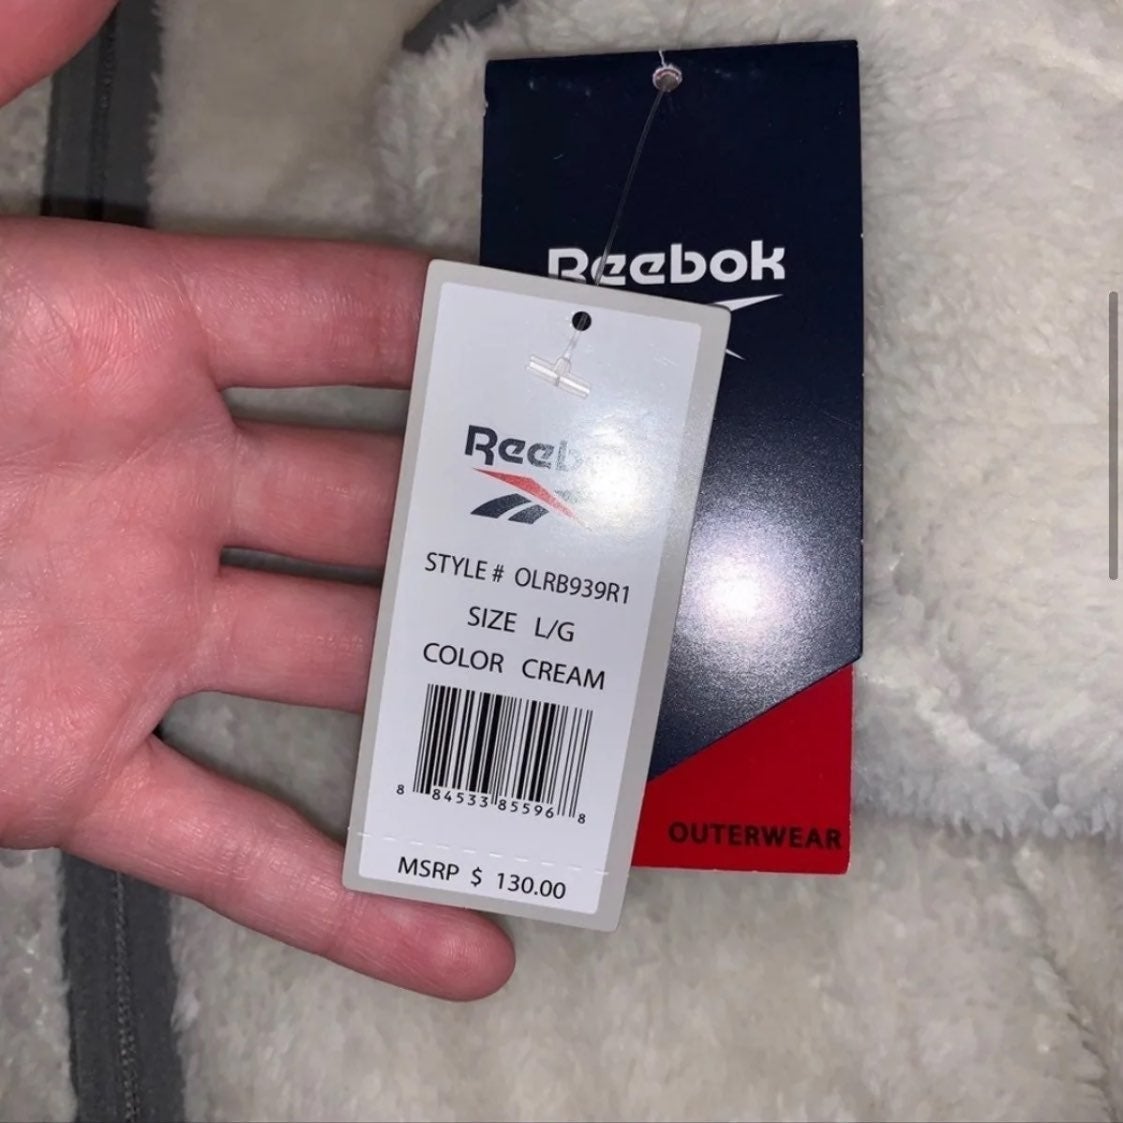 Reebok
Reeb
STYLE # OLRB939R1
SIZE L/G
COLOR CREAM
8 84533 85596 8
MSRP $ 130.00
OUTERWEAR